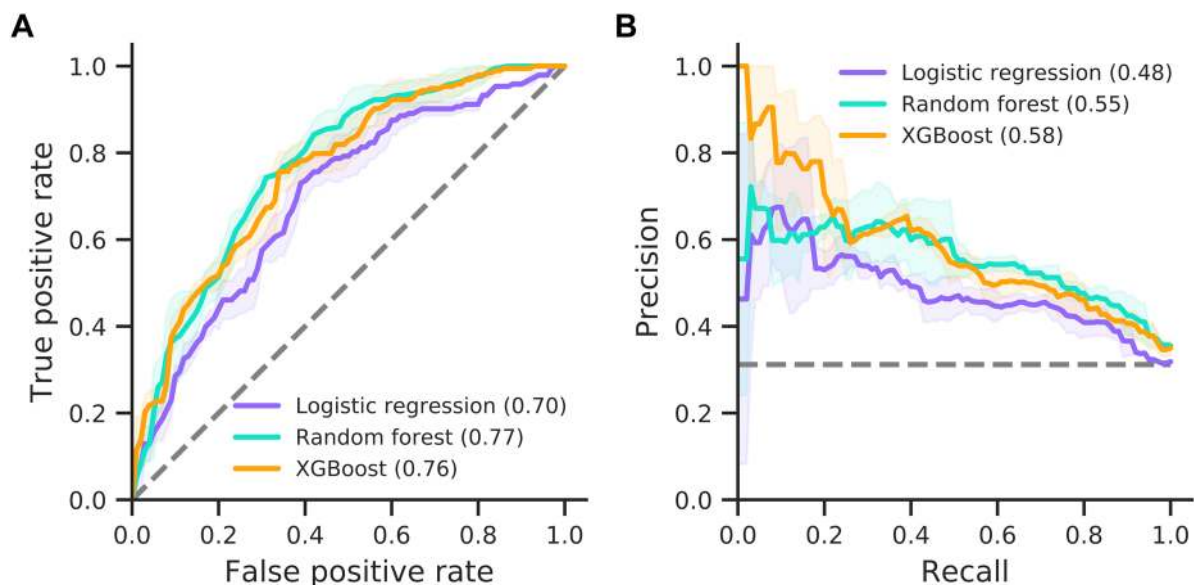 A
True positive rate
1.0
0.8
0.6
0.4
0.2
0.0
Logistic regression (0.70)
Random forest (0.77)
XGBoost (0.76)
0.0 0.2 0.4 0.6 0.8 1.0
False positive rate
B
Precision
1.0
0.8
0.6
0.4
0.2
0.0
Logistic regression (0.48)
Random forest (0.55)
XGBoost (0.58)
0.0 0.2 0.4 0.6 0.8 1.0
Recall